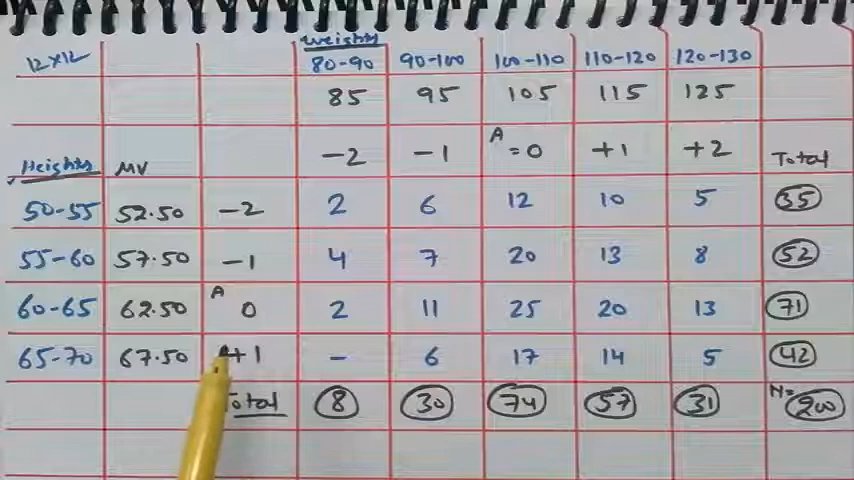 Weights
12x12 80-90 90-100 100-110 110-120 120-130
85 95 105 115 125
-2 -1 A=0 +1 +2 Total
Heights MV
50-55 52.50 -2 2 6 12 10 5 35
55-60 57.50 -1 4 7 20 13 8 52
60-65 62.50 A 0 2 11 25 20 13 71
65-70 67.50 +1 - 6 17 14 5 42
Total 8 30 74 57 31 N=200